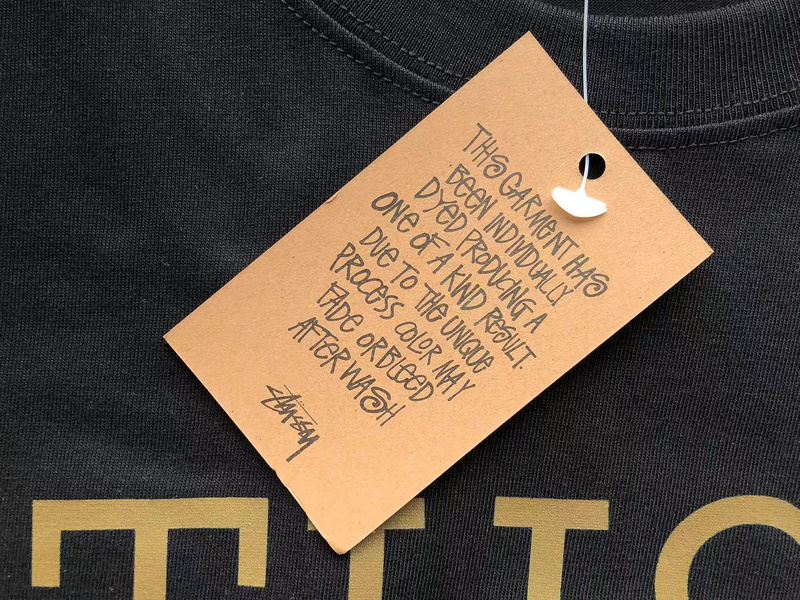 THIS GARMENT HAS
BEEN INDIVIDUALLY
DYED PRODUCING A
ONE OF A KIND RESULT.
DUE TO THE UNIQUE
PROCESS COLOR MAY
FADE OR BLEED
AFTER WASH
STÜSSY